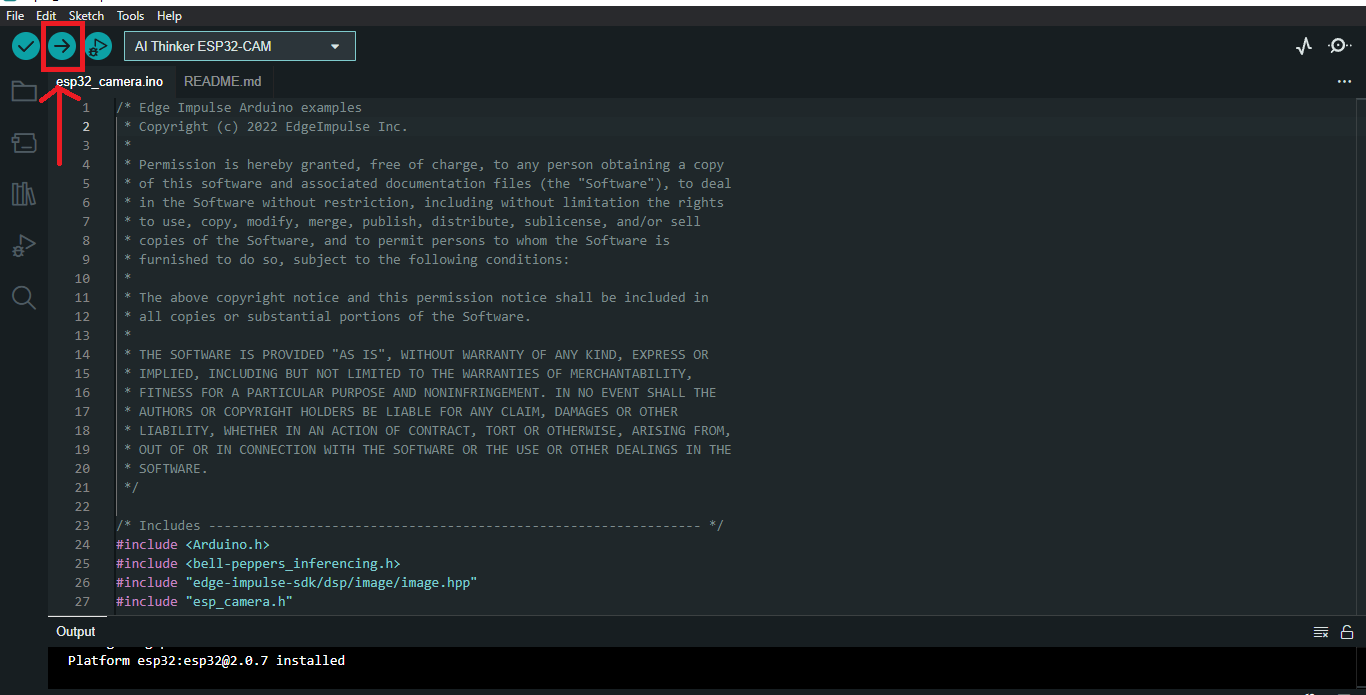 File Edit Sketch Tools Help
AI Thinker ESP32-CAM
esp32_camera.ino README.md
1 /* Edge Impulse Arduino examples
2 * Copyright (c) 2022 EdgeImpulse Inc.
3 *
4 * Permission is hereby granted, free of charge, to any person obtaining a copy
5 * of this software and associated documentation files (the "Software"), to deal
6 * in the Software without restriction, including without limitation the rights
7 * to use, copy, modify, merge, publish, distribute, sublicense, and/or sell
8 * copies of the Software, and to permit persons to whom the Software is
9 * furnished to do so, subject to the following conditions:
10 *
11 * The above copyright notice and this permission notice shall be included in
12 * all copies or substantial portions of the Software.
13 *
14 * THE SOFTWARE IS PROVIDED "AS IS", WITHOUT WARRANTY OF ANY KIND, EXPRESS OR
15 * IMPLIED, INCLUDING BUT NOT LIMITED TO THE WARRANTIES OF MERCHANTABILITY,
16 * FITNESS FOR A PARTICULAR PURPOSE AND NONINFRINGEMENT. IN NO EVENT SHALL THE
17 * AUTHORS OR COPYRIGHT HOLDERS BE LIABLE FOR ANY CLAIM, DAMAGES OR OTHER
18 * LIABILITY, WHETHER IN AN ACTION OF CONTRACT, TORT OR OTHERWISE, ARISING FROM,
19 * OUT OF OR IN CONNECTION WITH THE SOFTWARE OR THE USE OR OTHER DEALINGS IN THE
20 * SOFTWARE.
21 */
22
23 /* Includes ---------------------------------------------------------------- */
24 #include <Arduino.h>
25 #include <bell-peppers_inferencing.h>
26 #include "edge-impulse-sdk/dsp/image/image.hpp"
27 #include "esp_camera.h"
Output
Platform esp32:esp32@2.0.7 installed